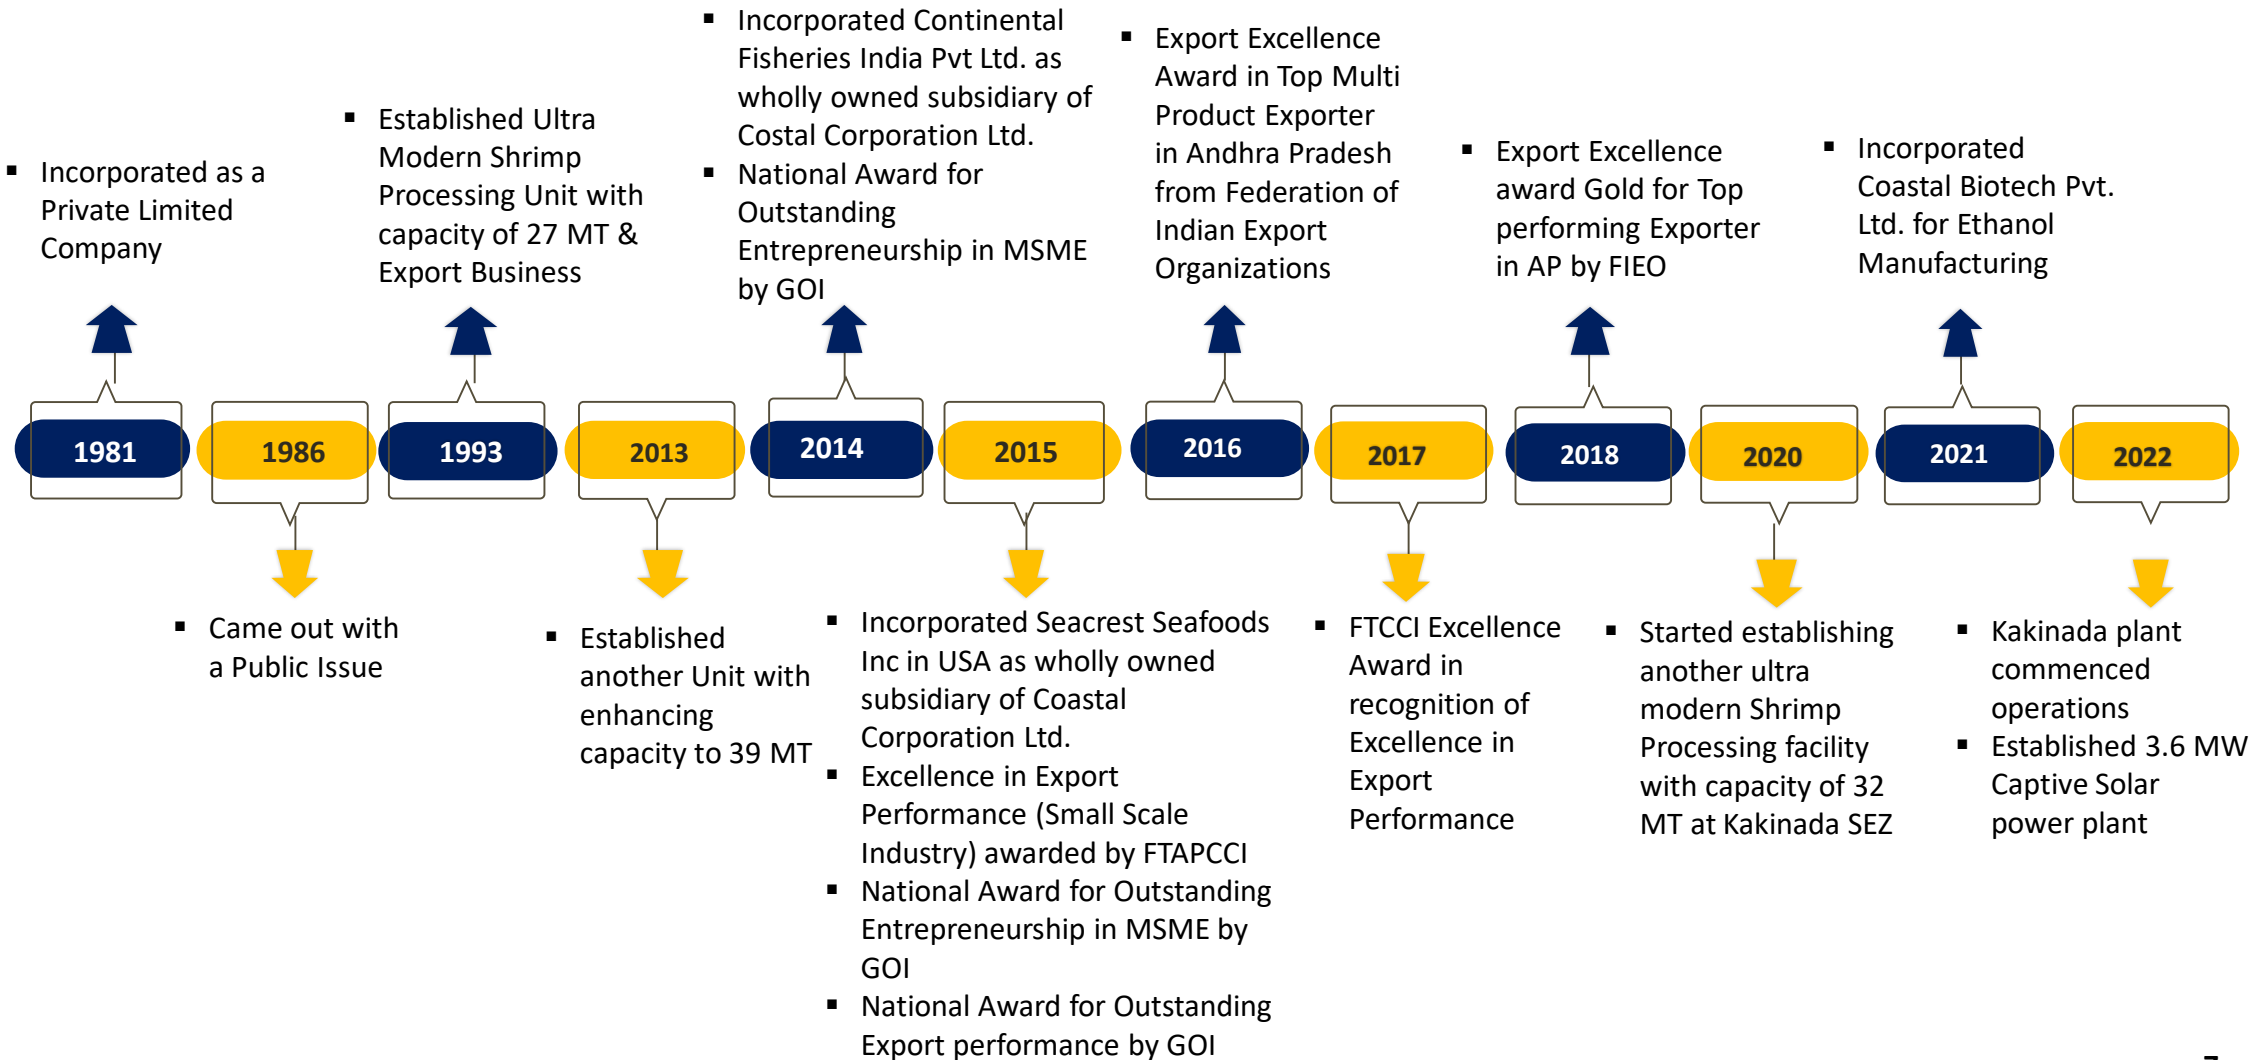 ▪ Incorporated as a
Private Limited
Company
▪ Established Ultra
Modern Shrimp
Processing Unit with
capacity of 27 MT &
Export Business
▪ Incorporated Continental
Fisheries India Pvt Ltd. as
wholly owned subsidiary of
Costal Corporation Ltd.
▪ National Award for
Outstanding
Entrepreneurship in MSME
by GOI
▪ Export Excellence
Award in Top Multi
Product Exporter
in Andhra Pradesh
from Federation of
Indian Export
Organizations
▪ Export Excellence
award Gold for Top
performing Exporter
in AP by FIEO
▪ Incorporated
Coastal Biotech Pvt.
Ltd. for Ethanol
Manufacturing
1981
1986
1993
2013
2014
2015
2016
2017
2018
2020
2021
2022
▪ Came out with
a Public Issue
▪ Established
another Unit with
enhancing
capacity to 39 MT
▪ Incorporated Seacrest Seafoods
Inc in USA as wholly owned
subsidiary of Coastal
Corporation Ltd.
▪ Excellence in Export
Performance (Small Scale
Industry) awarded by FTAPCCI
▪ National Award for Outstanding
Entrepreneurship in MSME by
GOI
▪ National Award for Outstanding
Export performance by GOI
▪ FTCCI Excellence
Award in
recognition of
Excellence in
Export
Performance
▪ Started establishing
another ultra
modern Shrimp
Processing facility
with capacity of 32
MT at Kakinada SEZ
▪ Kakinada plant
commenced
operations
▪ Established 3.6 MW
Captive Solar
power plant